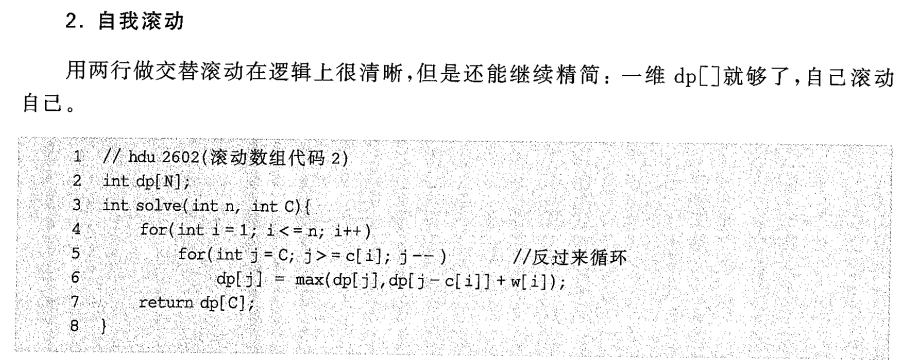 2. 自我滚动
用两行做交替滚动在逻辑上很清晰,但是还能继续精简：一维 dp[]就够了,自己滚动
自己。
1 // hdu 2602(滚动数组代码 2)
2 int dp[N];
3 int solve(int n, int C){
4 for(int i = 1; i <= n; i++)
5 for(int j = C; j >= c[i]; j -- ) //反过来循环
6 dp[j] = max(dp[j],dp[j - c[i]] + w[i]);
7 return dp[C];
8 }